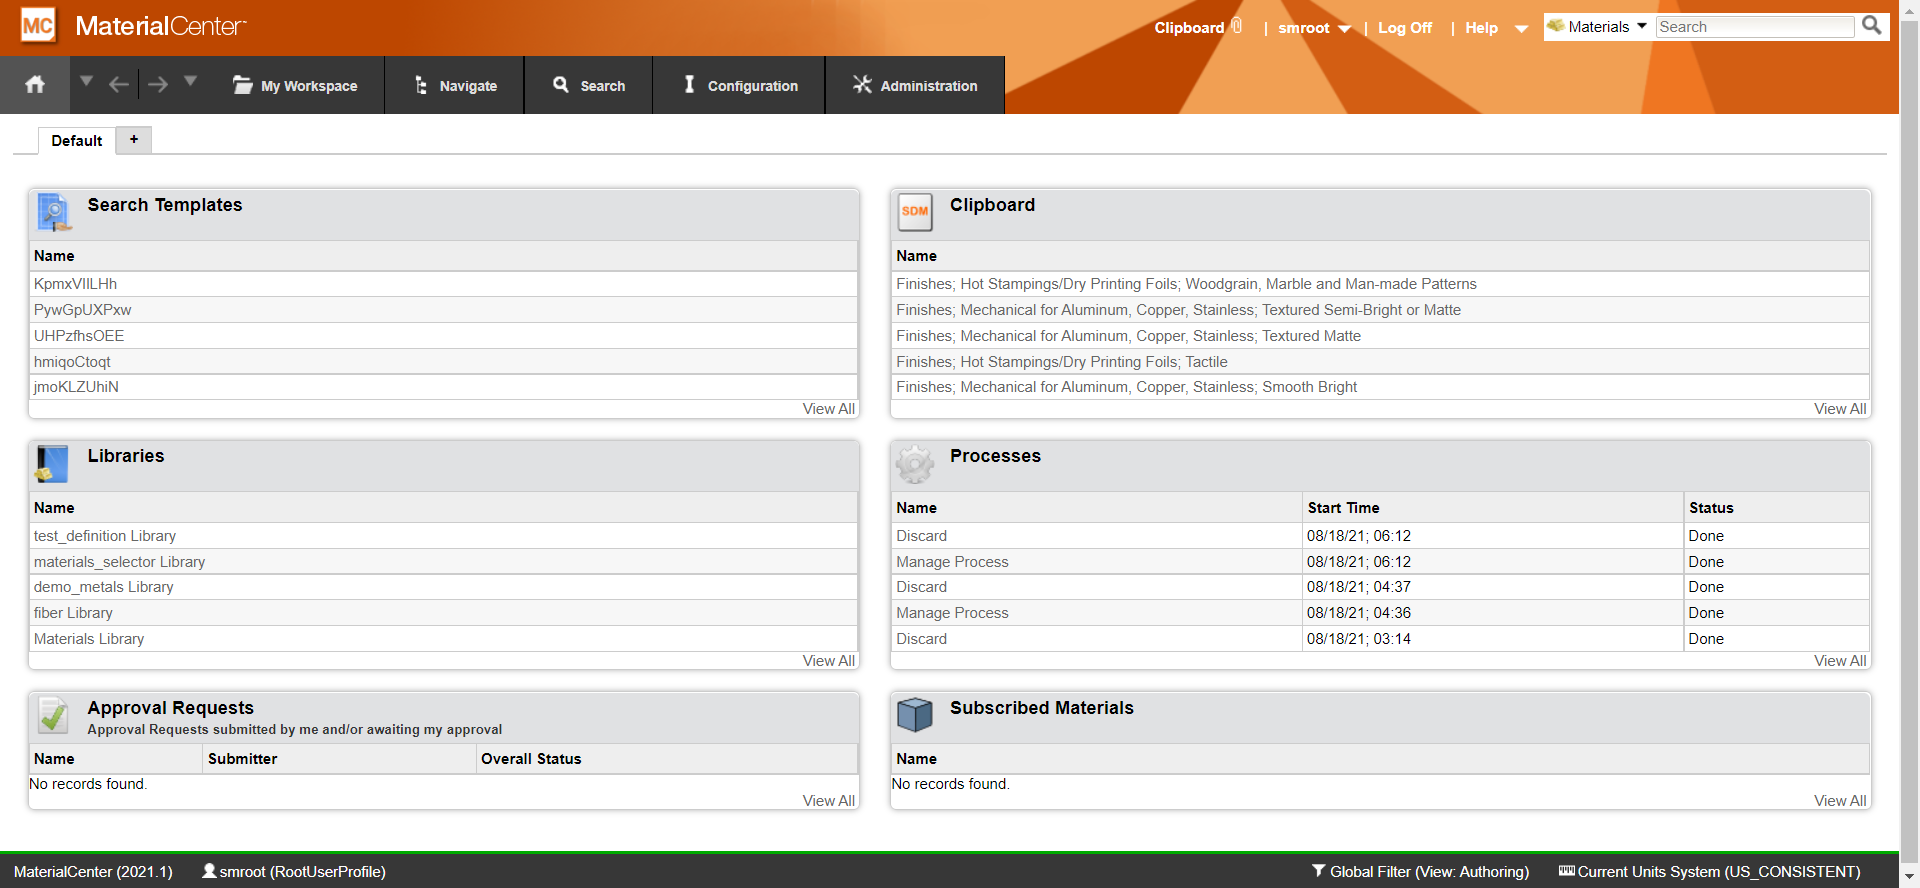 MC MaterialCenter™
Clipboard | smroot | Log Off | Help Materials Search
My Workspace Navigate Search Configuration Administration
Default +
Search Templates
Name
KpmxVIlLHh
PywGpUXPxw
UHPzfhsOEE
hmiqoCtoqt
jmoKLZUhiN
View All
SDM Clipboard
Name
Finishes; Hot Stampings/Dry Printing Foils; Woodgrain, Marble and Man-made Patterns
Finishes; Mechanical for Aluminum, Copper, Stainless; Textured Semi-Bright or Matte
Finishes; Mechanical for Aluminum, Copper, Stainless; Textured Matte
Finishes; Hot Stampings/Dry Printing Foils; Tactile
Finishes; Mechanical for Aluminum, Copper, Stainless; Smooth Bright
View All
Libraries
Name
test_definition Library
materials_selector Library
demo_metals Library
fiber Library
Materials Library
View All
Processes
Name Start Time Status
Discard 08/18/21; 06:12 Done
Manage Process 08/18/21; 06:12 Done
Discard 08/18/21; 04:37 Done
Manage Process 08/18/21; 04:36 Done
Discard 08/18/21; 03:14 Done
View All
Approval Requests
Approval Requests submitted by me and/or awaiting my approval
Name Submitter Overall Status
No records found.
View All
Subscribed Materials
Name
No records found.
View All
MaterialCenter (2021.1) smroot (RootUserProfile) Global Filter (View: Authoring) Current Units System (US_CONSISTENT)